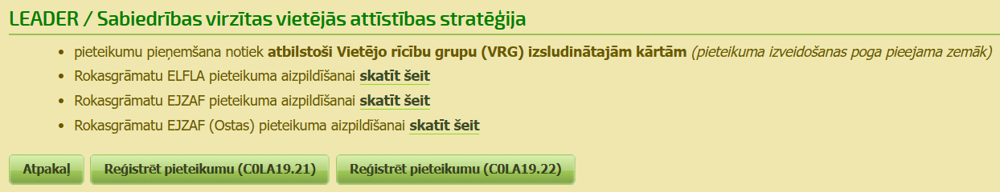 LEADER / Sabiedrības virzītas vietējās attīstības stratēģija
• pieteikumu pieņemšana notiek atbilstoši Vietējo rīcību grupu (VRG) izsludinātajām kārtām (pieteikuma izveidošanas poga pieejama zemāk)
• Rokasgrāmatu ELFLA pieteikuma aizpildīšanai skatīt šeit
• Rokasgrāmatu EJZAF pieteikuma aizpildīšanai skatīt šeit
• Rokasgrāmatu EJZAF (Ostas) pieteikuma aizpildīšanai skatīt šeit
Atpakaļ Reģistrēt pieteikumu (C0LA19.21) Reģistrēt pieteikumu (C0LA19.22)